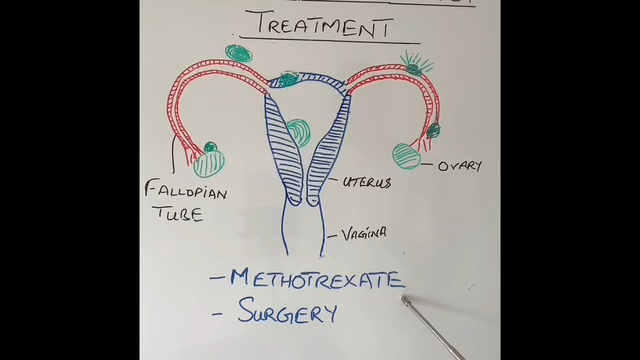 TREATMENT
OVARY
FALLOPIAN
TUBE
UTERUS
VAGINA
- METHOTREXATE
- SURGERY